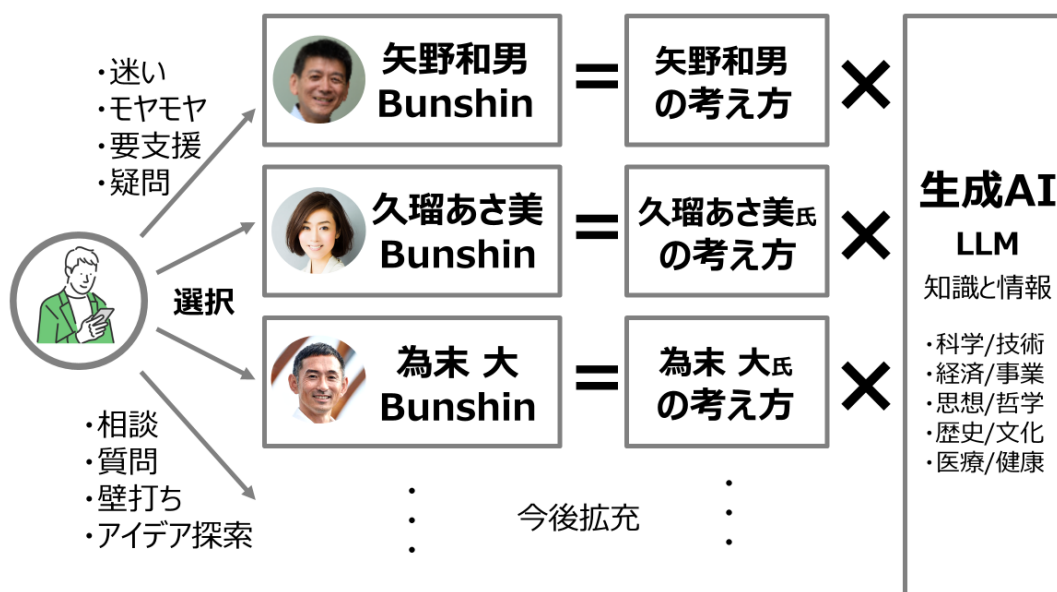 ・迷い
・モヤモヤ
・要支援
・疑問
選択
・相談
・質問
・壁打ち
・アイデア探索
矢野和男
Bunshin
=
矢野和男
の考え方
×
久瑠あさ美
Bunshin
=
久瑠あさ美氏
の考え方
×
為末 大
Bunshin
=
為末 大氏
の考え方
×
今後拡充
生成AI
LLM
知識と情報
・科学/技術
・経済/事業
・思想/哲学
・歴史/文化
・医療/健康